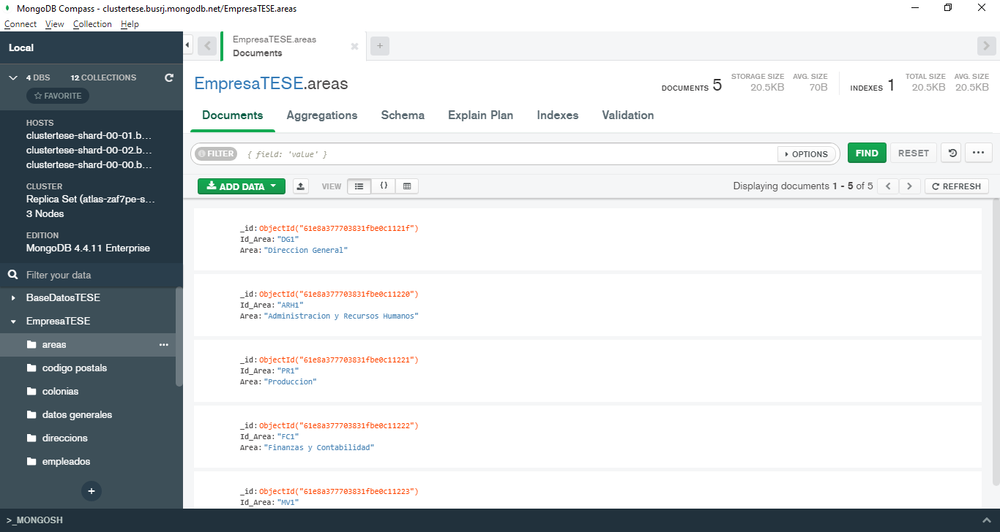 MongoDB Compass - clustertese.busrj.mongodb.net/EmpresaTESE.areas
Connect View Collection Help
Local
4 DBS 12 COLLECTIONS
FAVORITE
HOSTS
clustertese-shard-00-01.b...
clustertese-shard-00-02.b...
clustertese-shard-00-00.b...
CLUSTER
Replica Set (atlas-zaf7pe-s...
3 Nodes
EDITION
MongoDB 4.4.11 Enterprise
Filter your data
BaseDatosTESE
EmpresaTESE
areas
codigo postals
colonias
datos generales
direccions
empleados
EmpresaTESE.areas
Documents
EmpresaTESE.areas
DOCUMENTS 5
STORAGE SIZE
20.5KB
AVG. SIZE
70B
INDEXES 1
TOTAL SIZE
20.5KB
AVG. SIZE
20.5KB
Documents Aggregations Schema Explain Plan Indexes Validation
FILTER { field: 'value' } OPTIONS FIND RESET
ADD DATA VIEW {} Displaying documents 1 - 5 of 5 REFRESH
_id: ObjectId("61e8a377703831fbe0c1121f")
Id_Area: "DG1"
Area: "Direccion General"
_id: ObjectId("61e8a377703831fbe0c11220")
Id_Area: "ARH1"
Area: "Administracion y Recursos Humanos"
_id: ObjectId("61e8a377703831fbe0c11221")
Id_Area: "PR1"
Area: "Produccion"
_id: ObjectId("61e8a377703831fbe0c11222")
Id_Area: "FC1"
Area: "Finanzas y Contabilidad"
_id: ObjectId("61e8a377703831fbe0c11223")
Id_Area: "MV1"
>_MONGOSH